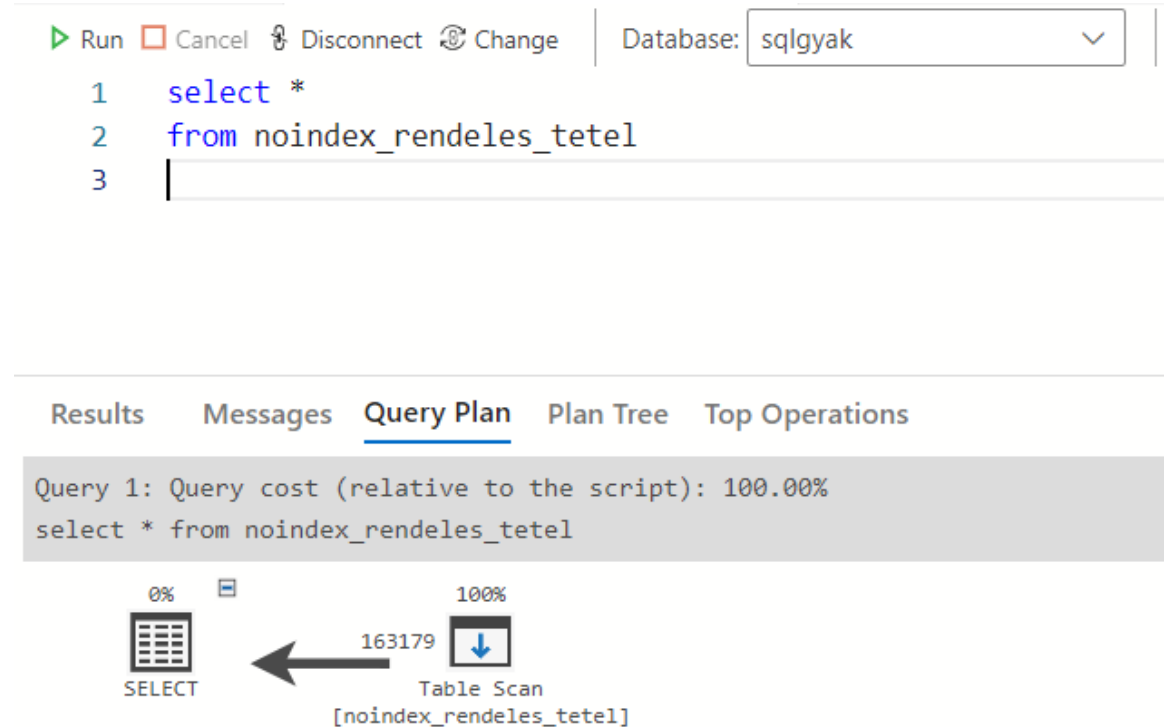 Run Cancel Disconnect Change Database: sqlgyak
1 select *
2 from noindex_rendeles_tetel
3
Results Messages Query Plan Plan Tree Top Operations
Query 1: Query cost (relative to the script): 100.00%
select * from noindex_rendeles_tetel
0% 100%
163179
SELECT Table Scan
[noindex_rendeles_tetel]